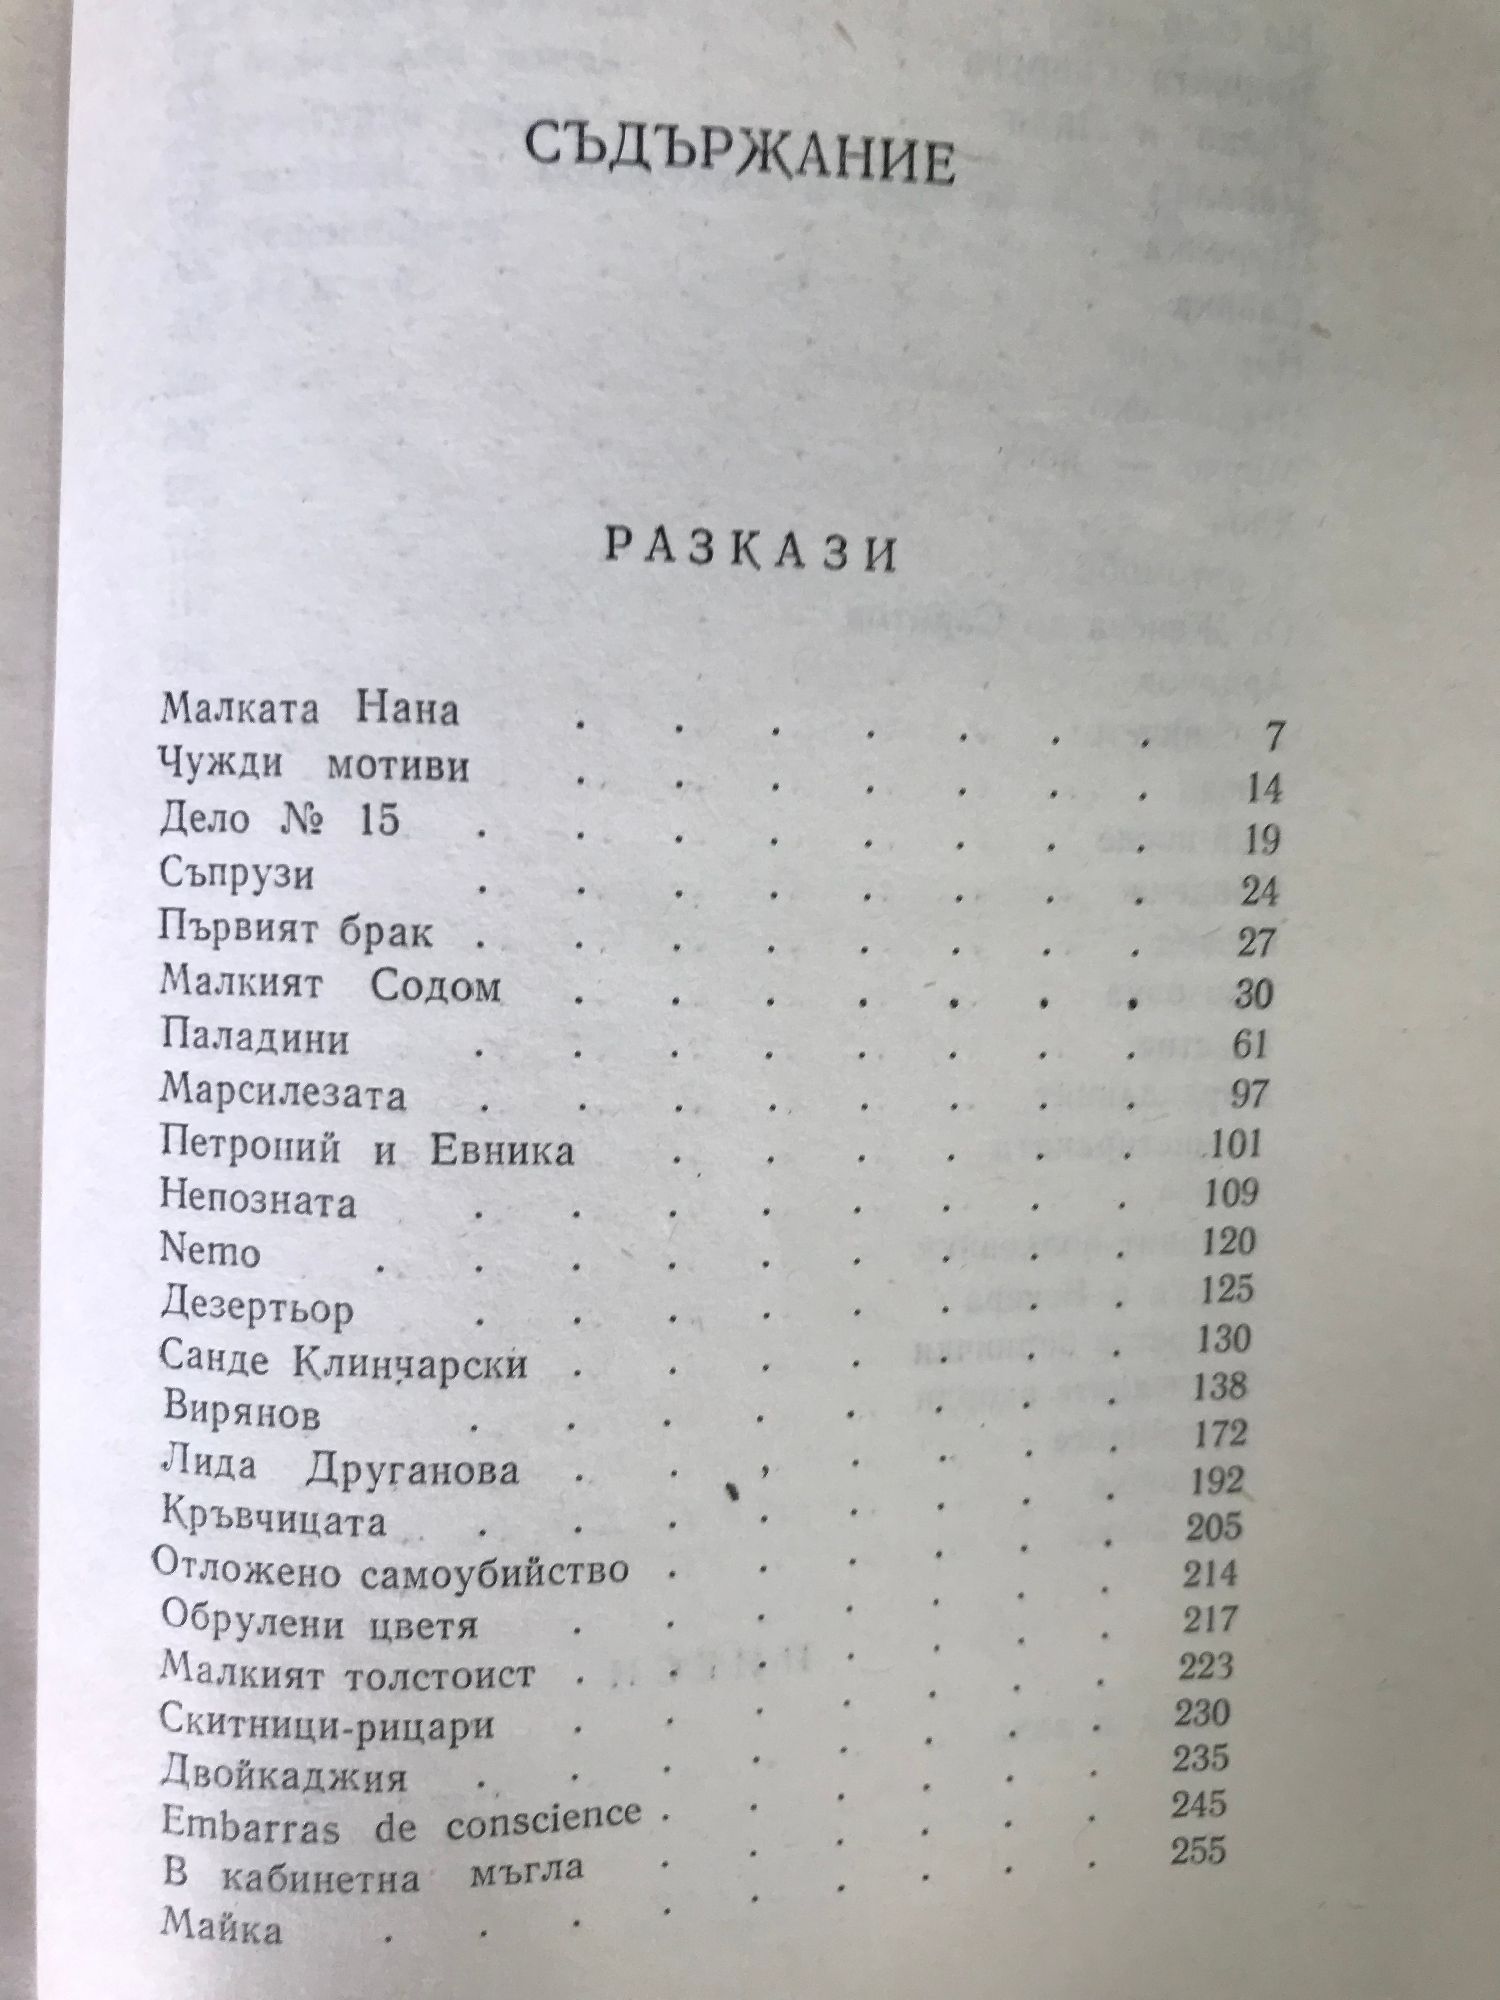 СЪДЪРЖАНИЕ
РАЗКАЗИ
Малката Нана . . . . . . . 7
Чужди мотиви . . . . . . . 14
Дело № 15 . . . . . . . . 19
Съпрузи . . . . . . . . 24
Първият брак . . . . . . . . 27
Малкият Содом . . . . . . . 30
Паладини . . . . . . . . 61
Марсилезата . . . . . . . . 97
Петроний и Евника . . . . . . 101
Непозната . . . . . . . . 109
Nemo . . . . . . . . . 120
Дезертьор . . . . . . . . 125
Санде Клинчарски . . . . . . . 130
Вирянов . . . . . . . . 138
Лида Друганова . . . . . . . 172
Кръвчицата . . . . . . . . 192
Отложено самоубийство . . . . . . 205
Обрулени цветя . . . . . . . 214
Малкият толстоист . . . . . . . 217
Скитници-рицари . . . . . . . 223
Двойкаджия . . . . . . . . 230
Embarras de conscience . . . . . . 235
В кабинетна мъгла . . . . . . 245
Майка . . . . . . . . . 255